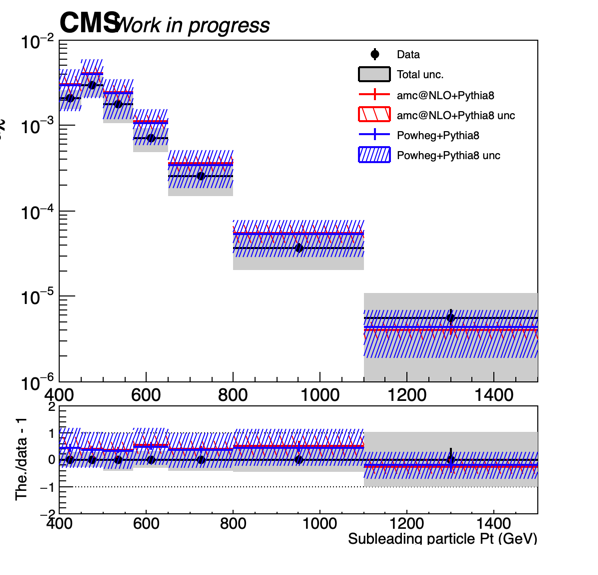 CMS Work in progress
10−2
Data
Total unc.
amc@NLO+Pythia8
10−3
amc@NLO+Pythia8 unc
Powheg+Pythia8
Powheg+Pythia8 unc
10−4
10−5
10−6
400 600 800 1000 1200 1400
The./data - 1
2
1
0
−1
−2
400 600 800 1000 1200 1400
Subleading particle Pt (GeV)